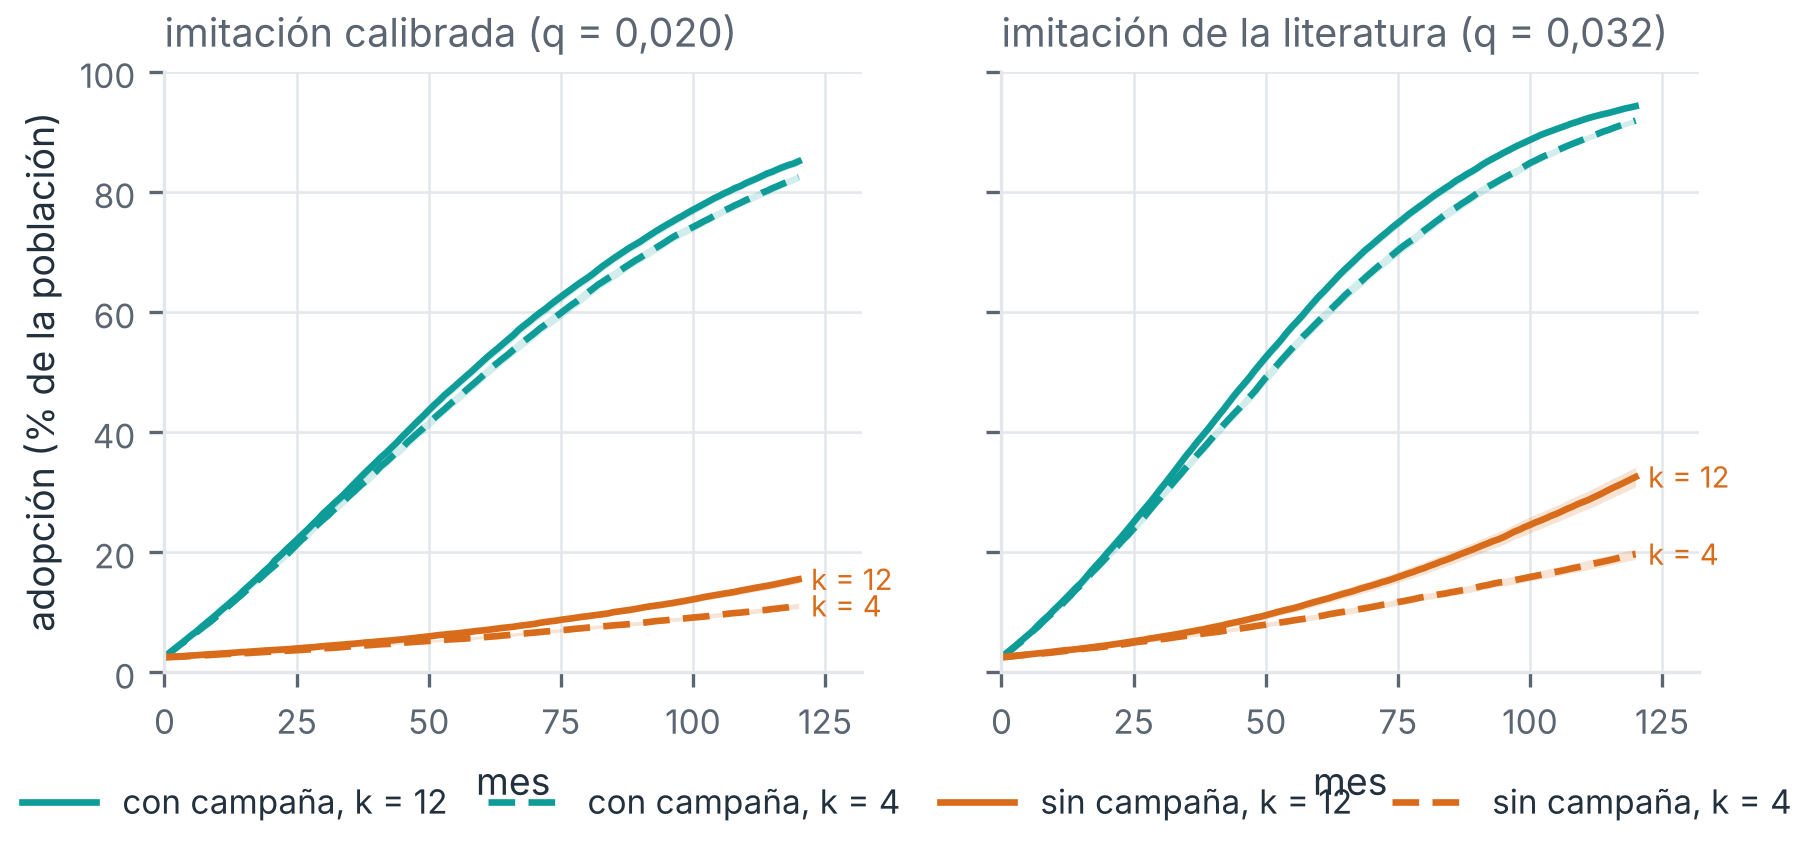 imitación calibrada (q = 0,020)
imitación de la literatura (q = 0,032)
adopción (% de la población)
100
80
60
40
20
0
k = 12
k = 4
k = 12
k = 4
0 25 50 75 100 125
0 25 50 75 100 125
mes
mes
con campaña, k = 12
con campaña, k = 4
sin campaña, k = 12
sin campaña, k = 4